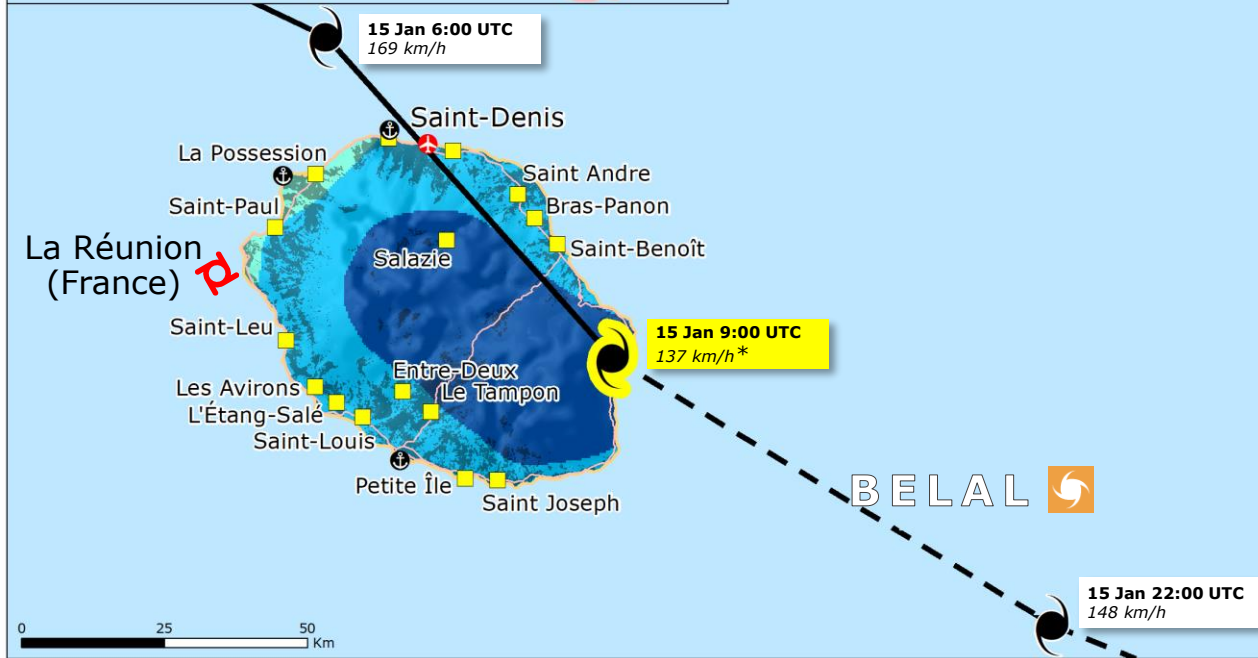 15 Jan 6:00 UTC
169 km/h
Saint-Denis
La Possession
Saint Andre
Saint-Paul
Bras-Panon
La Réunion
(France)
Saint-Benoît
Salazie
Saint-Leu
15 Jan 9:00 UTC
137 km/h*
Entre-Deux
Les Avirons
Le Tampon
L'Étang-Salé
Saint-Louis
Petite Île
Saint Joseph
BELAL
15 Jan 22:00 UTC
148 km/h
0 25 50
Km